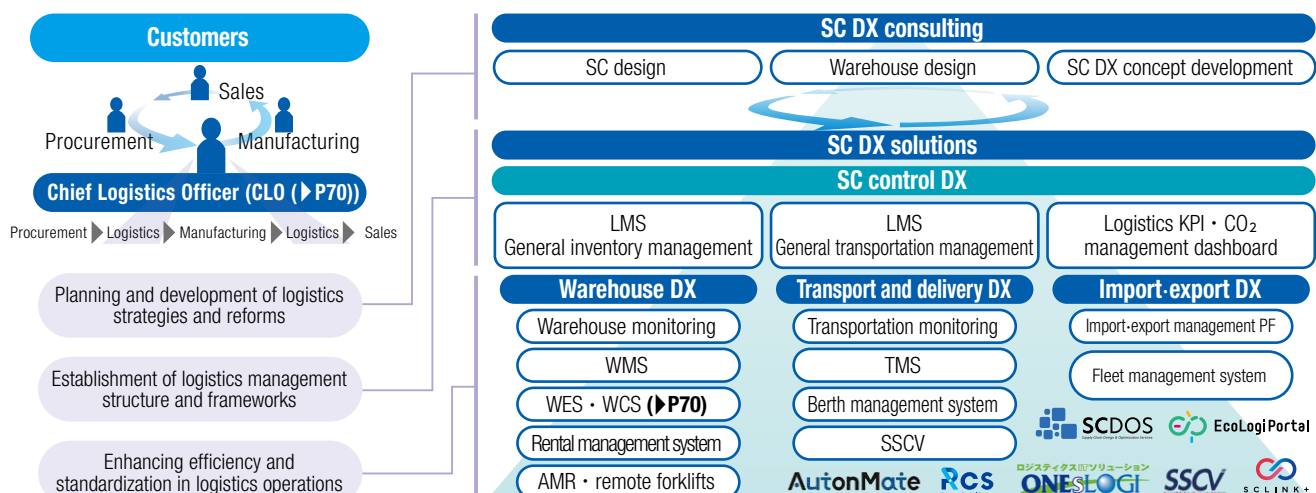 Customers
Sales
Procurement
Manufacturing
Chief Logistics Officer (CLO (▶P70))
Procurement ▶ Logistics ▶ Manufacturing ▶ Logistics ▶ Sales
Planning and development of logistics
strategies and reforms
Establishment of logistics management
structure and frameworks
Enhancing efficiency and
standardization in logistics operations
SC DX consulting
SC design
Warehouse design
SC DX concept development
SC DX solutions
SC control DX
LMS
General inventory management
LMS
General transportation management
Logistics KPI・CO₂
management dashboard
Warehouse DX
Warehouse monitoring
WMS
WES・WCS (▶P70)
Rental management system
AMR・remote forklifts
Transport and delivery DX
Transportation monitoring
TMS
Berth management system
SSCV
Import·export DX
Import·export management PF
Fleet management system
SCDOS
Supply Chain Design & Optimization Services
EcoLogiPortal
AutonMate
RCS
ロジスティクスITソリューション
ONEsLOGI
SSCV
SCLINK+